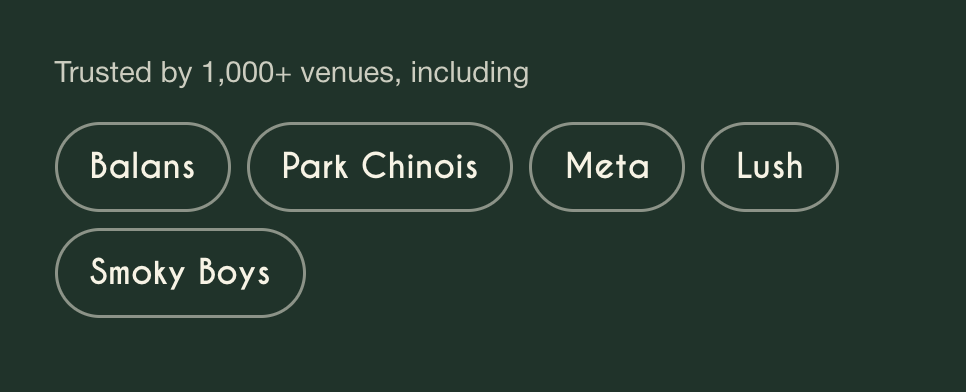 Trusted by 1,000+ venues, including
Balans Park Chinois Meta Lush
Smoky Boys